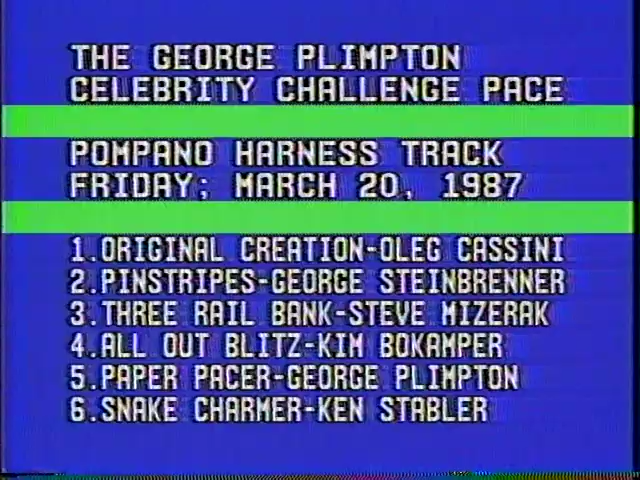 THE GEORGE PLIMPTON
CELEBRITY CHALLENGE PACE
POMPANO HARNESS TRACK
FRIDAY; MARCH 20, 1987
1.ORIGINAL CREATION-OLEG CASSINI
2.PINSTRIPES-GEORGE STEINBRENNER
3.THREE RAIL BANK-STEVE MIZERAK
4.ALL OUT BLITZ-KIM BOKAMPER
5.PAPER PACER-GEORGE PLIMPTON
6.SNAKE CHARMER-KEN STABLER